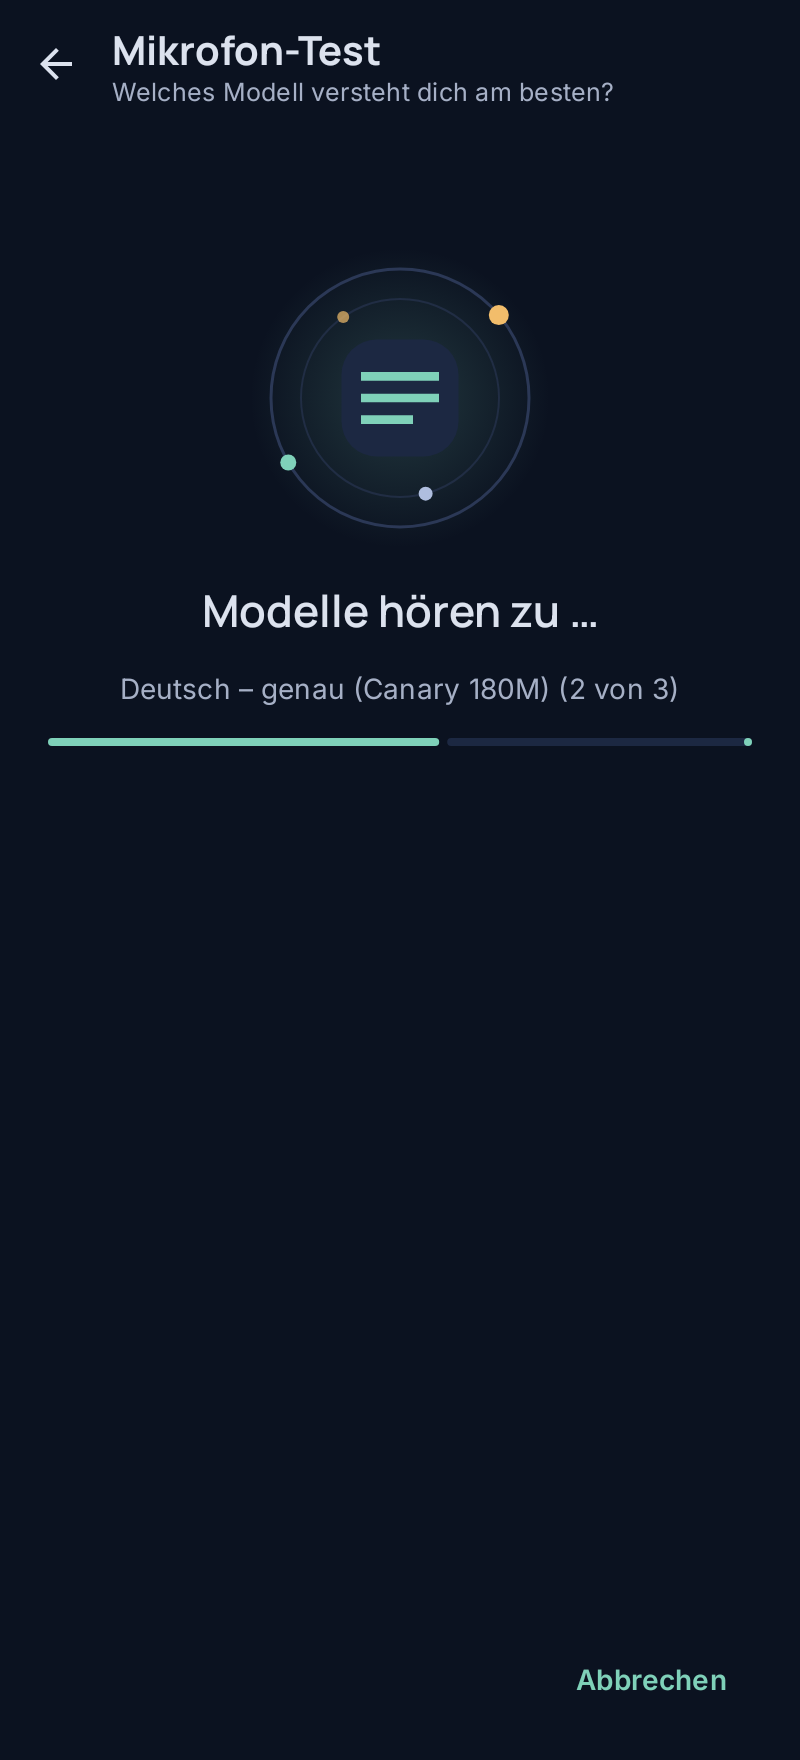 Mikrofon-Test
Welches Modell versteht dich am besten?
Modelle hören zu …
Deutsch – genau (Canary 180M) (2 von 3)
Abbrechen